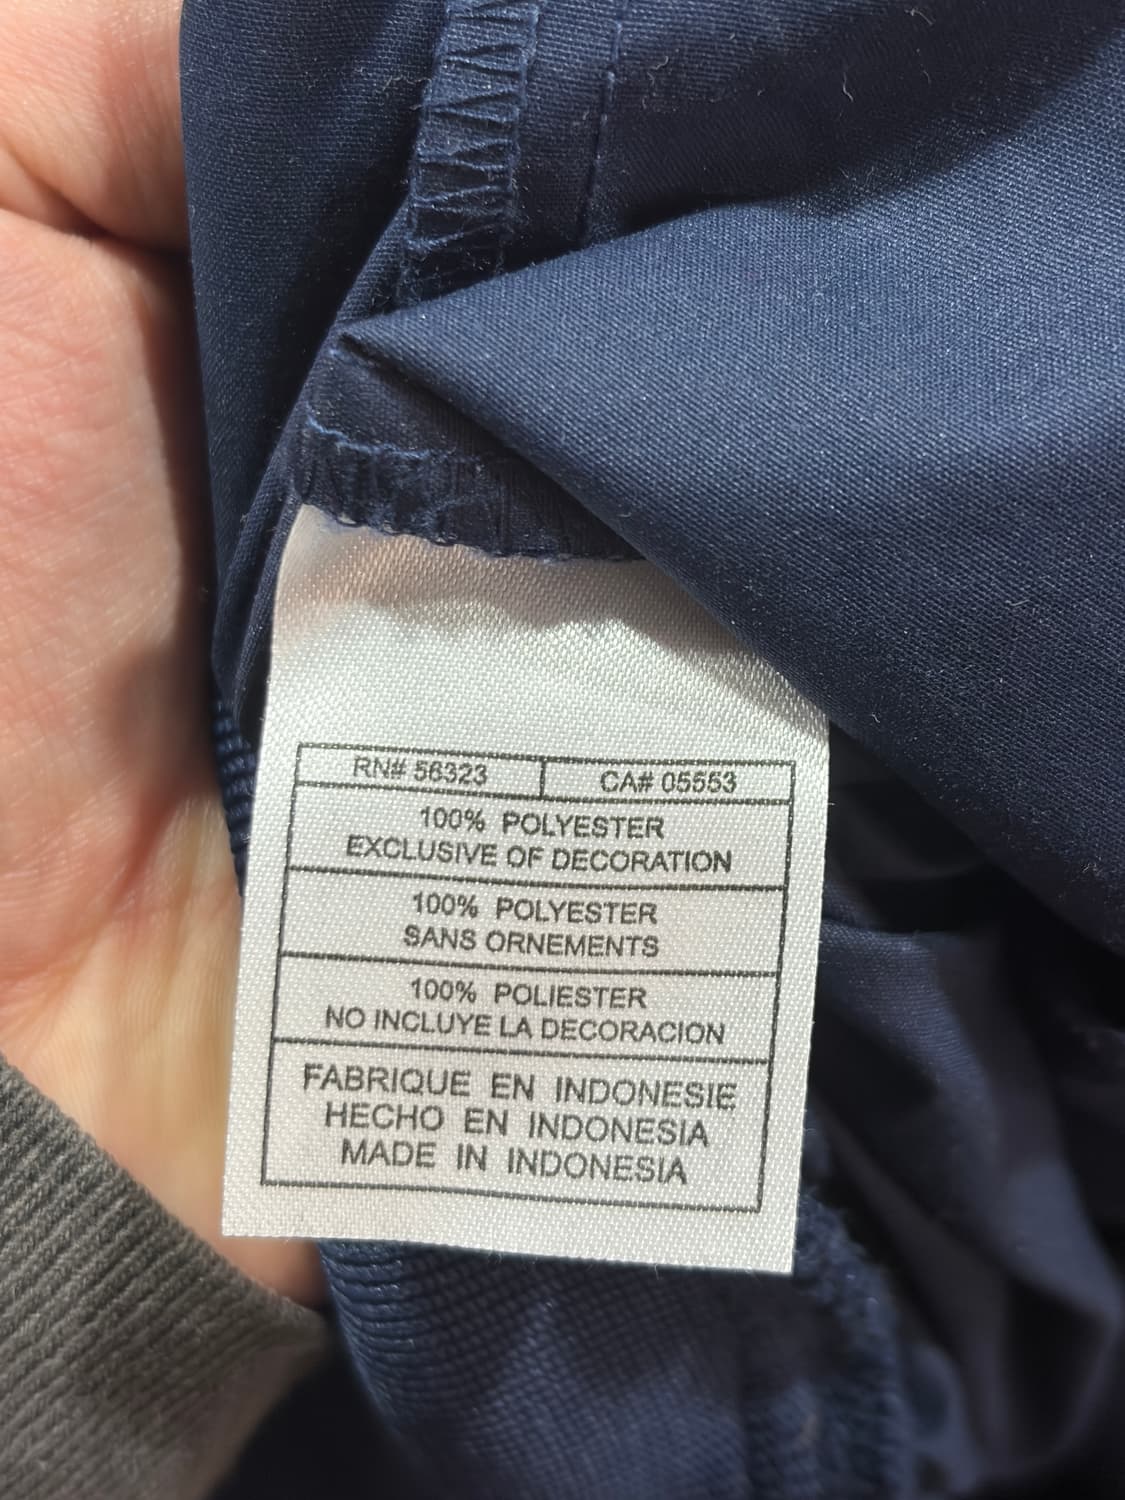 RN# 56323 CA# 05553
100% POLYESTER
EXCLUSIVE OF DECORATION
100% POLYESTER
SANS ORNEMENTS
100% POLIESTER
NO INCLUYE LA DECORACION
FABRIQUE EN INDONESIE
HECHO EN INDONESIA
MADE IN INDONESIA